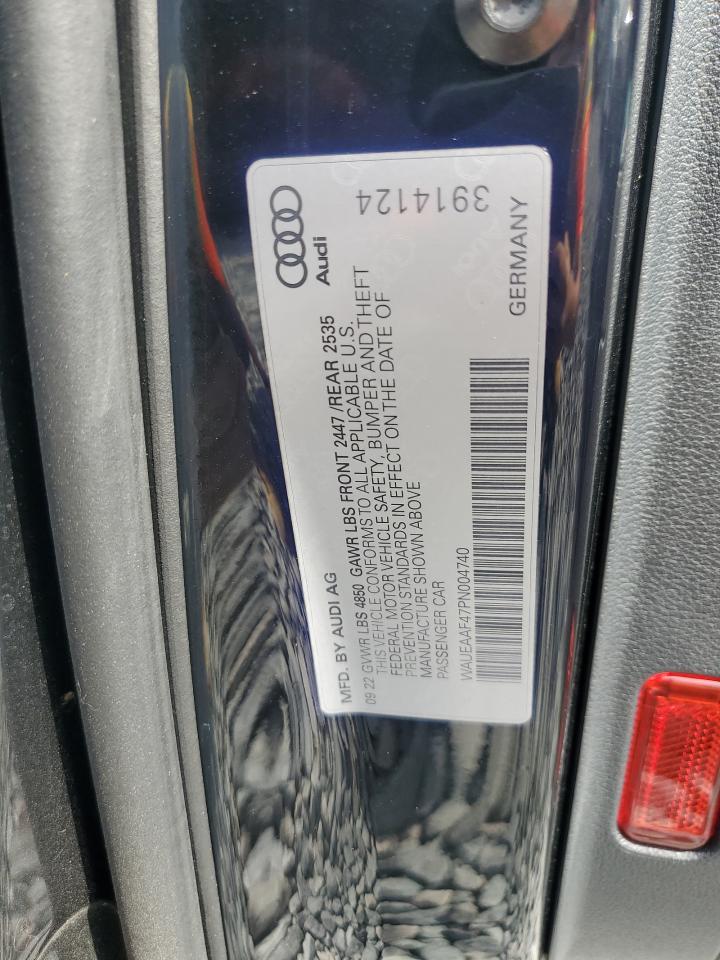 MFD. BY AUDI AG
09 22 GVWR LBS 4850 GAWR LBS FRONT 2447/REAR 2535
THIS VEHICLE CONFORMS TO ALL APPLICABLE U.S.
FEDERAL MOTOR VEHICLE SAFETY, BUMPER AND THEFT
PREVENTION STANDARDS IN EFFECT ON THE DATE OF
MANUFACTURE SHOWN ABOVE
PASSENGER CAR
WAUEAAF47PN004740
Audi
3914124
GERMANY